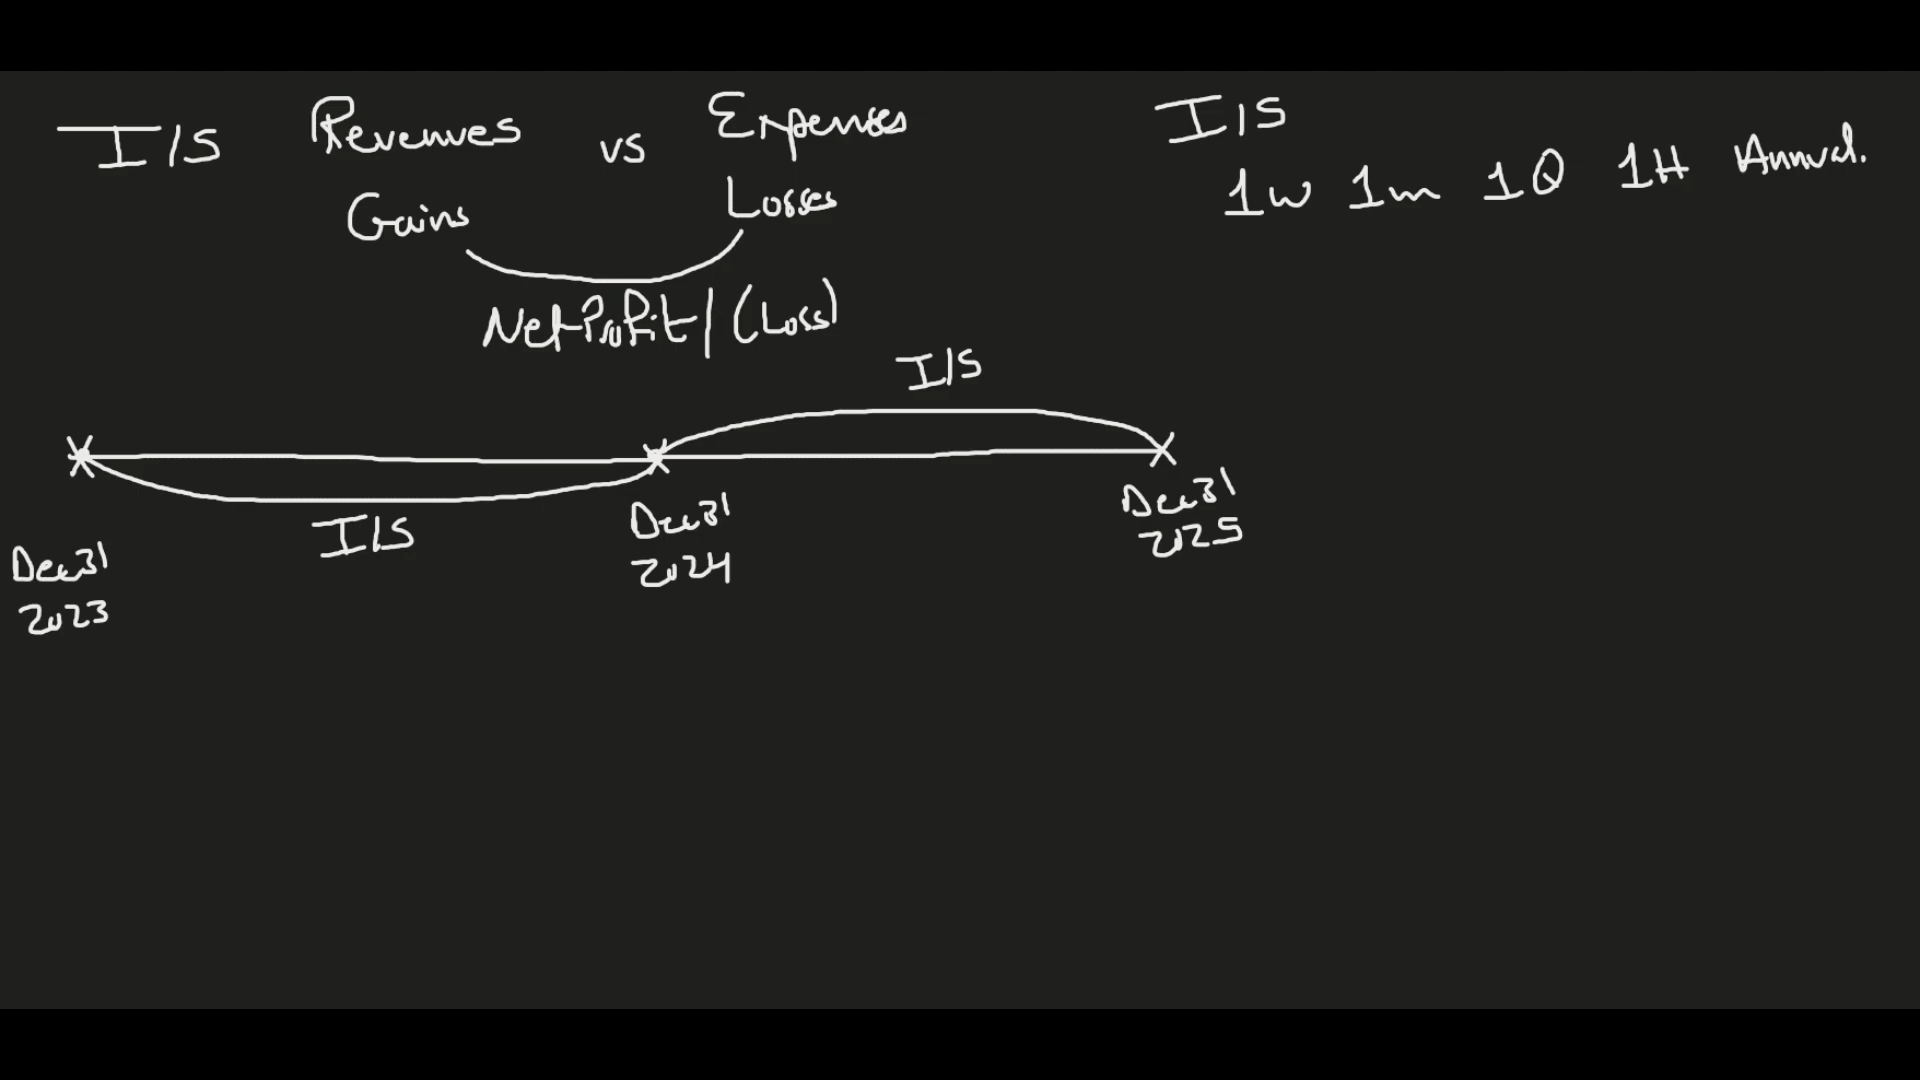 I/S Revenues vs Expenses
Gains Losses
Net Profit/(Loss)
I/S
1w 1m 1Q 1H Annual.
I/S
I/S
Dec 31
2023
Dec 31
2024
Dec 31
2025